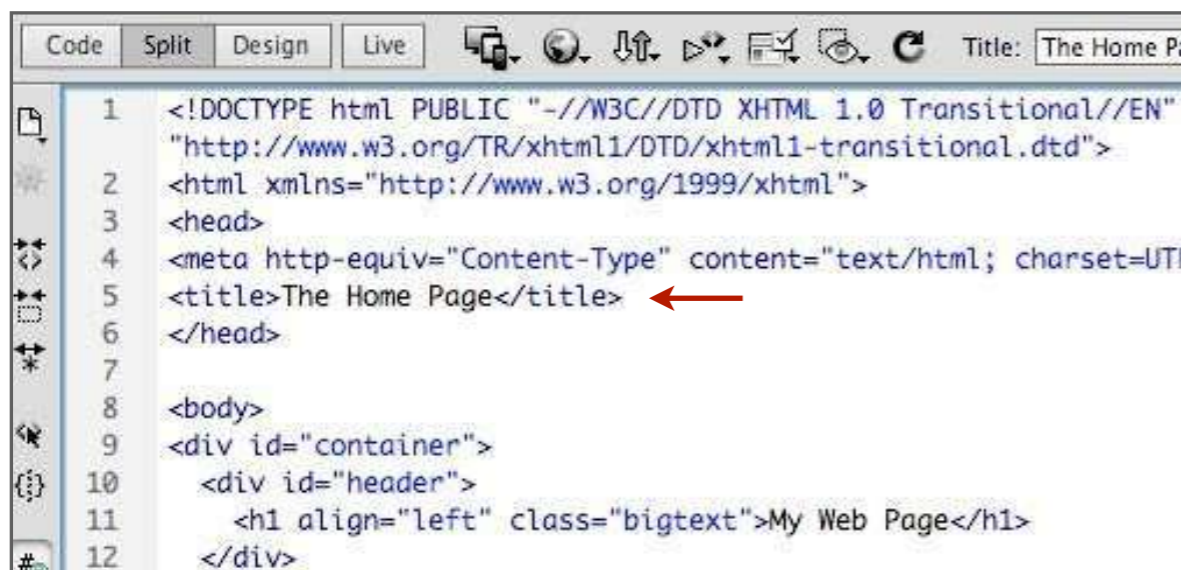 Code Split Design Live Title: The Home Pa
1 <!DOCTYPE html PUBLIC "-//W3C//DTD XHTML 1.0 Transitional//EN"
"http://www.w3.org/TR/xhtml1/DTD/xhtml1-transitional.dtd">
2 <html xmlns="http://www.w3.org/1999/xhtml">
3 <head>
4 <meta http-equiv="Content-Type" content="text/html; charset=UT
5 <title>The Home Page</title>
6 </head>
7
8 <body>
9 <div id="container">
10 <div id="header">
11 <h1 align="left" class="bigtext">My Web Page</h1>
12 </div>